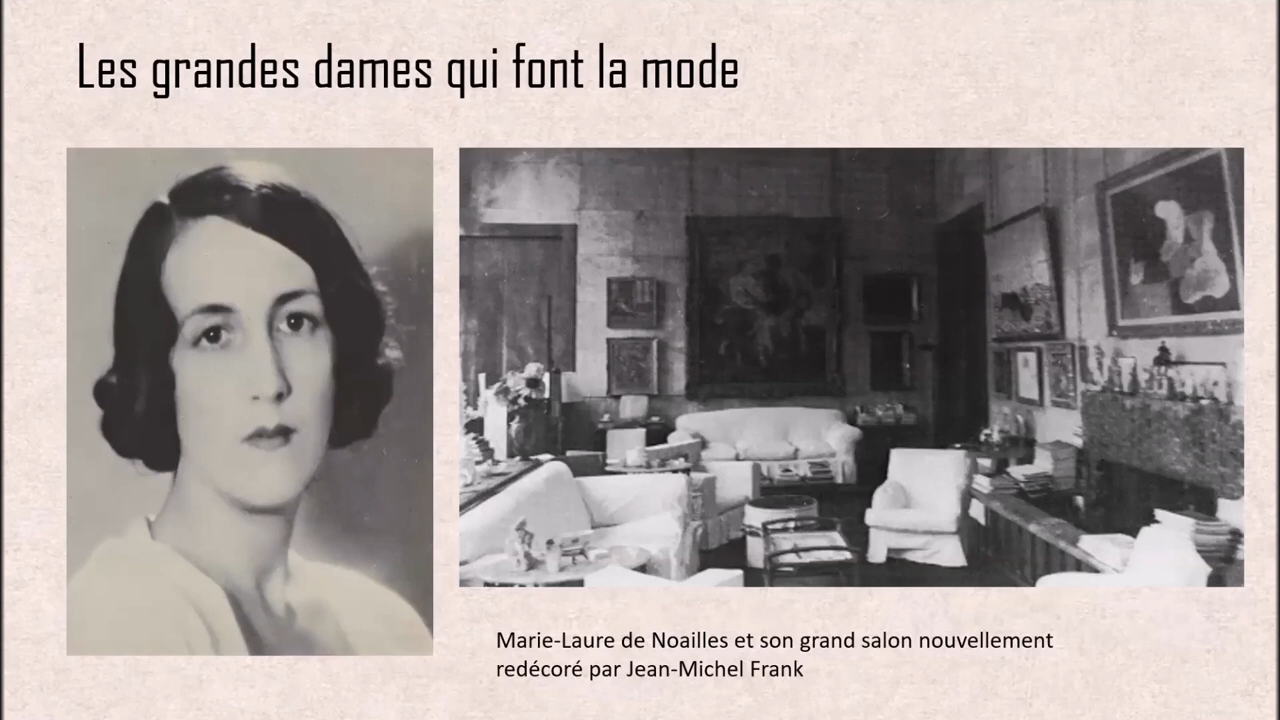 Les grandes dames qui font la mode
Marie-Laure de Noailles et son grand salon nouvellement
redécoré par Jean-Michel Frank